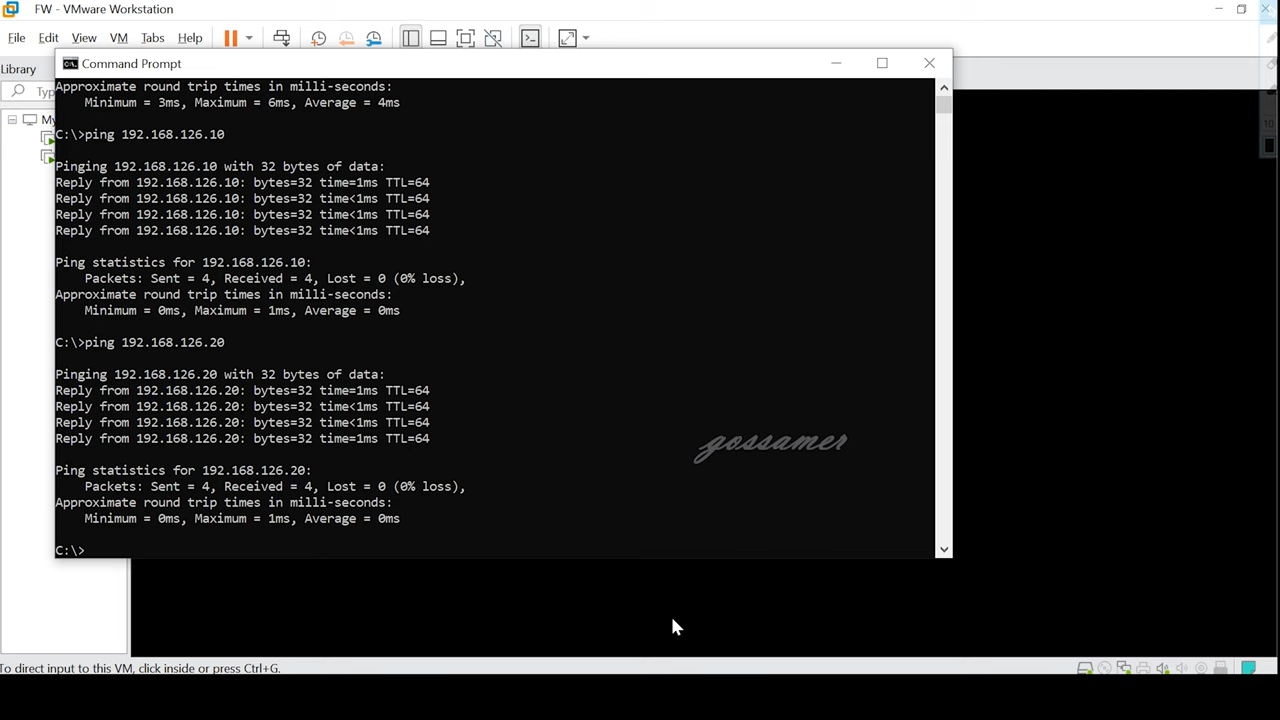 FW - VMware Workstation
File Edit View VM Tabs Help
Library
Command Prompt
Approximate round trip times in milli-seconds:
    Minimum = 3ms, Maximum = 6ms, Average = 4ms
C:\>ping 192.168.126.10
Pinging 192.168.126.10 with 32 bytes of data:
Reply from 192.168.126.10: bytes=32 time=1ms TTL=64
Reply from 192.168.126.10: bytes=32 time<1ms TTL=64
Reply from 192.168.126.10: bytes=32 time<1ms TTL=64
Reply from 192.168.126.10: bytes=32 time<1ms TTL=64
Ping statistics for 192.168.126.10:
    Packets: Sent = 4, Received = 4, Lost = 0 (0% loss),
Approximate round trip times in milli-seconds:
    Minimum = 0ms, Maximum = 1ms, Average = 0ms
C:\>ping 192.168.126.20
Pinging 192.168.126.20 with 32 bytes of data:
Reply from 192.168.126.20: bytes=32 time=1ms TTL=64
Reply from 192.168.126.20: bytes=32 time<1ms TTL=64
Reply from 192.168.126.20: bytes=32 time<1ms TTL=64
Reply from 192.168.126.20: bytes=32 time=1ms TTL=64
Ping statistics for 192.168.126.20:
    Packets: Sent = 4, Received = 4, Lost = 0 (0% loss),
Approximate round trip times in milli-seconds:
    Minimum = 0ms, Maximum = 1ms, Average = 0ms
C:\>
gossamer
To direct input to this VM, click inside or press Ctrl+G.